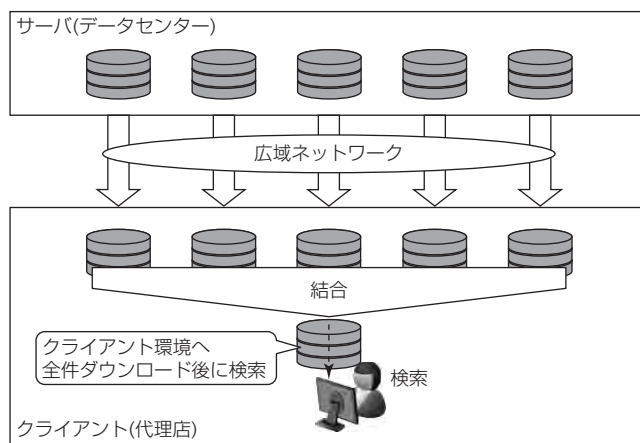 サーバ(データセンター)
広域ネットワーク
結合
クライアント環境へ
全件ダウンロード後に検索
検索
クライアント(代理店)